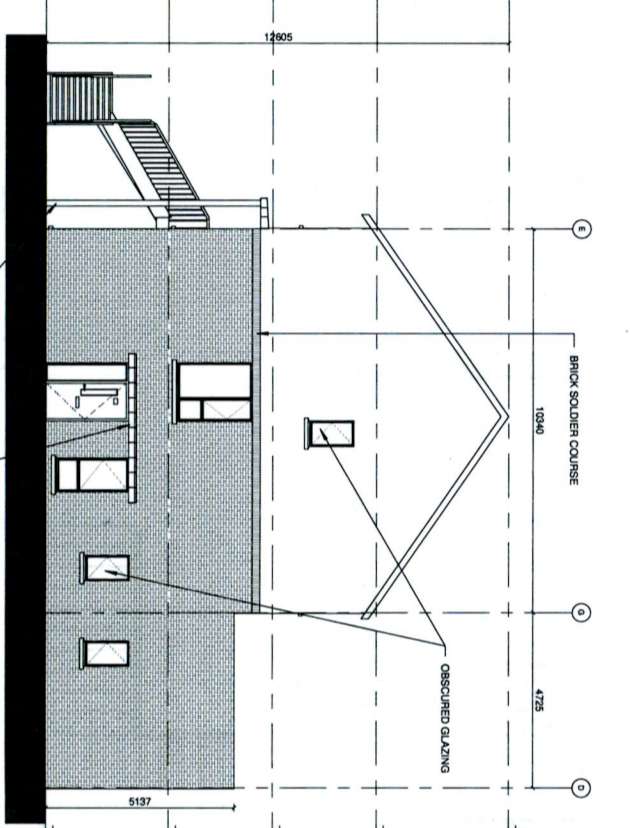 12605
E
BRICK SOLDIER COURSE
10340
G
OBSCURED GLAZING
4725
D
5137